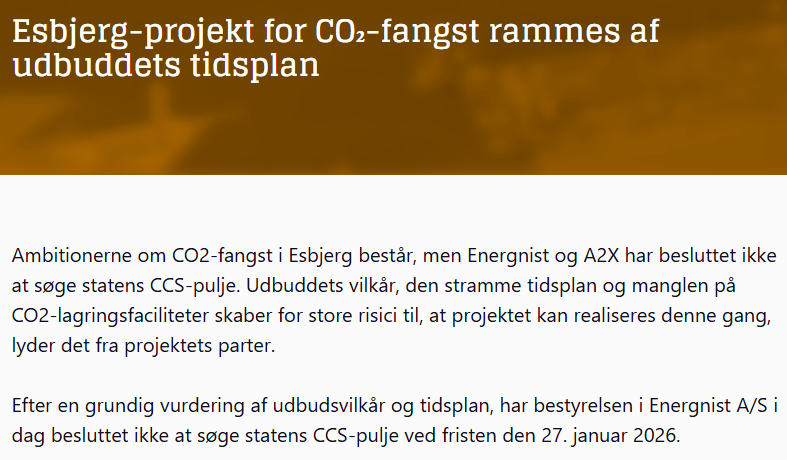 Esbjerg-projekt for CO₂-fangst rammes af
udbuddets tidsplan
Ambitionerne om CO2-fangst i Esbjerg består, men Energnist og A2X har besluttet ikke
at søge statens CCS-pulje. Udbuddets vilkår, den stramme tidsplan og manglen på
CO2-lagringsfaciliteter skaber for store risici til, at projektet kan realiseres denne gang,
lyder det fra projektets parter.
Efter en grundig vurdering af udbudsvilkår og tidsplan, har bestyrelsen i Energnist A/S i
dag besluttet ikke at søge statens CCS-pulje ved fristen den 27. januar 2026.